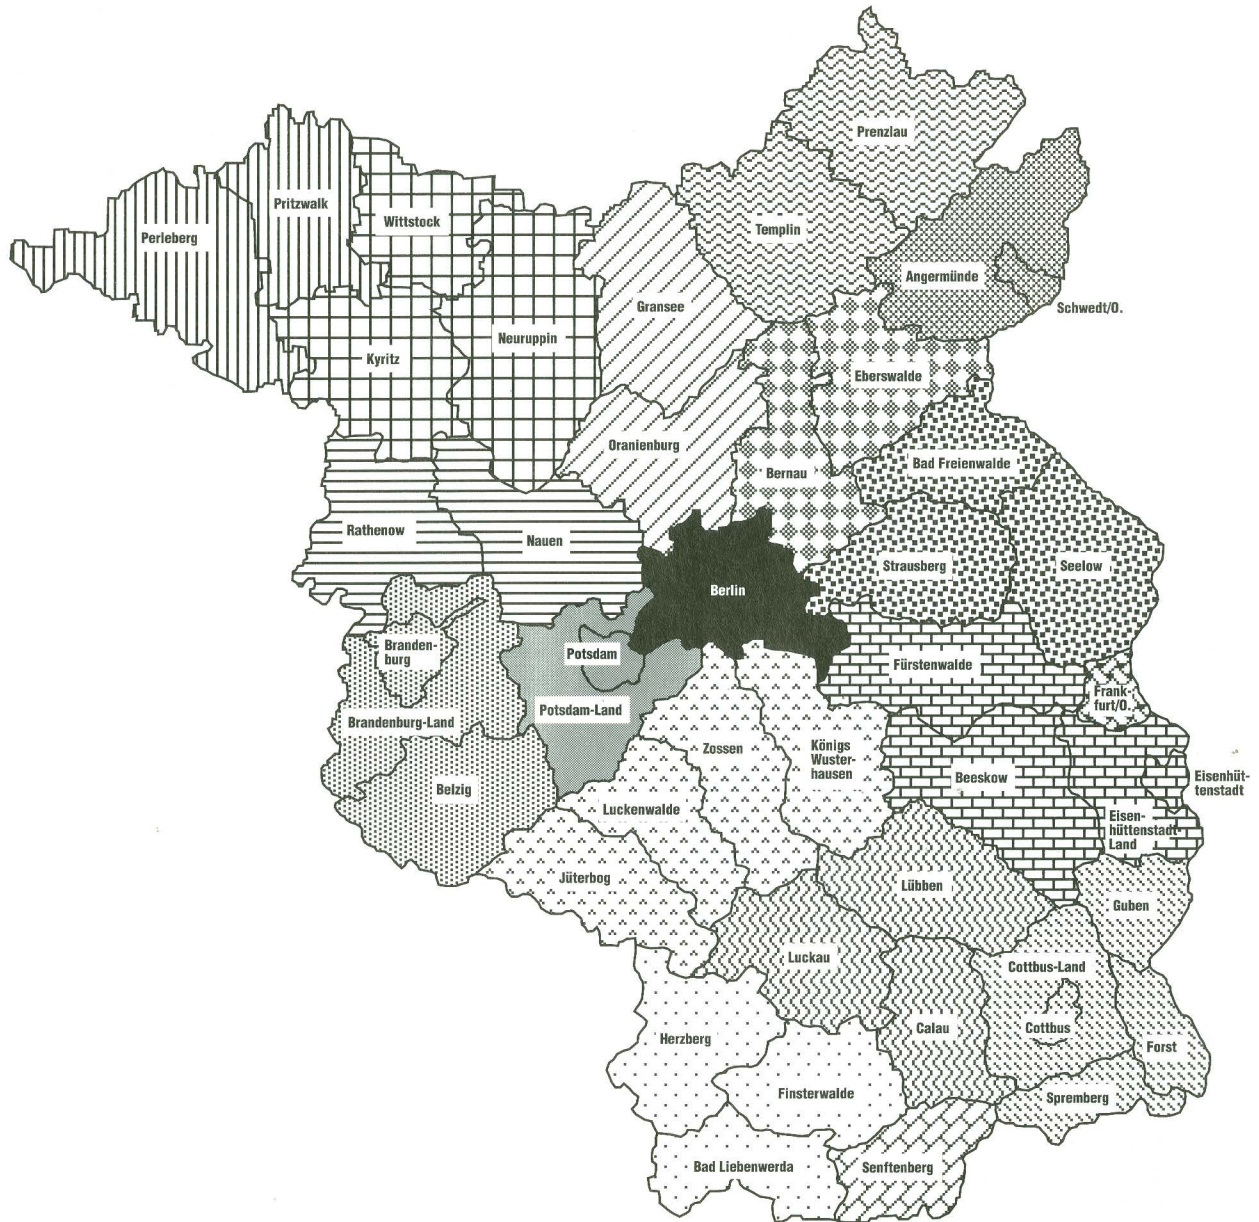 Prenzlau
Pritzwalk
Wittstock
Perleberg
Templin
Angermünde
Gransee
Schwedt/O.
Neuruppin
Kyritz
Eberswalde
Oranienburg
Bad Freienwalde
Bernau
Rathenow
Nauen
Strausberg
Seelow
Berlin
Branden-
burg
Potsdam
Fürstenwalde
Frank-
furt/O.
Potsdam-Land
Brandenburg-Land
Zossen
Königs
Wuster-
hausen
Beeskow
Eisenhüt-
tenstadt
Belzig
Luckenwalde
Eisen-
hüttenstadt-
Land
Jüterbog
Lübben
Guben
Luckau
Cottbus-Land
Cottbus
Calau
Herzberg
Forst
Finsterwalde
Spremberg
Bad Liebenwerda
Senftenberg